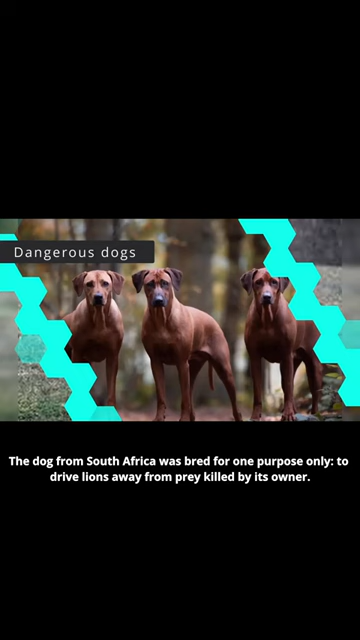 Dangerous dogs
The dog from South Africa was bred for one purpose only: to
drive lions away from prey killed by its owner.